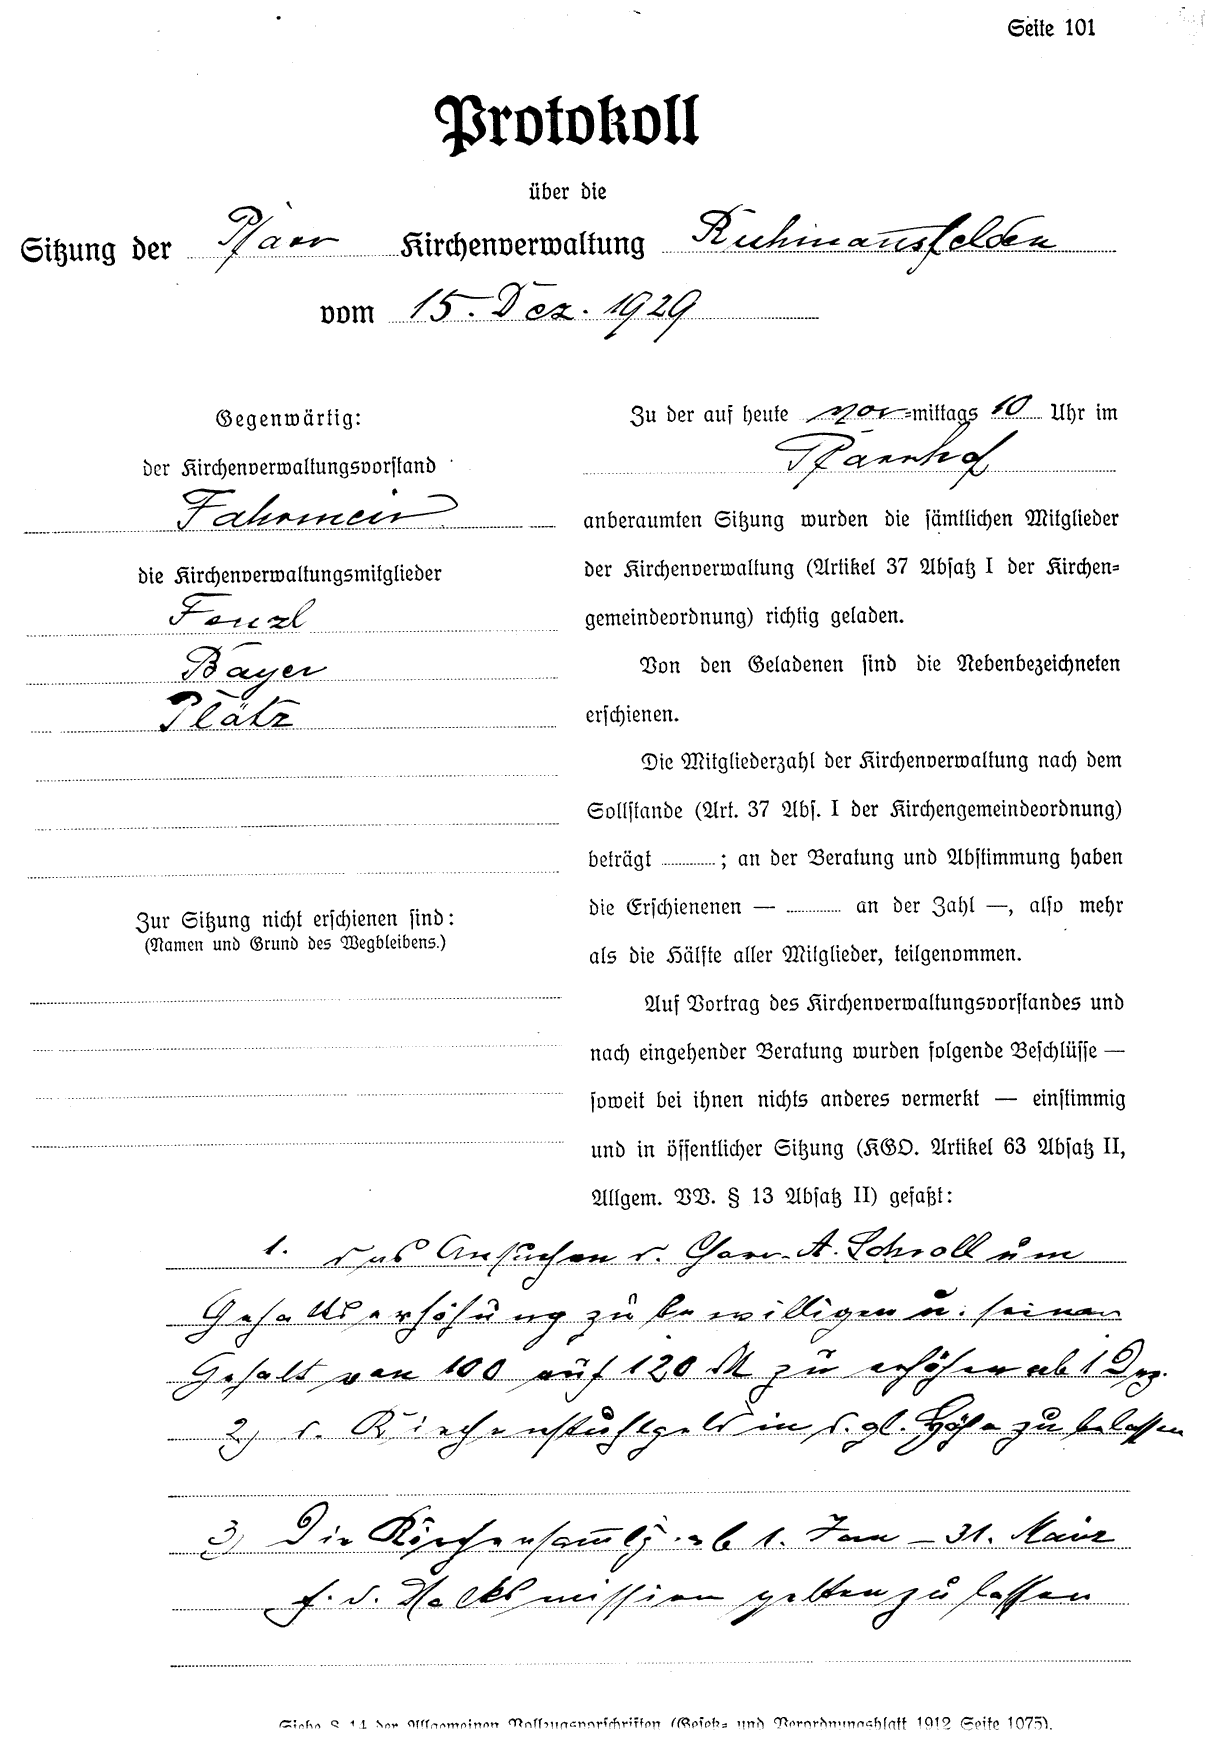 Seite 101
Protokoll
über die
Sitzung der Pfarr Kirchenverwaltung Ruhmannsfelden
vom 15. Dez. 1929
Gegenwärtig:
der Kirchenverwaltungsvorstand
Fahrmeir
die Kirchenverwaltungsmitglieder
Fenzl
Bayer
Plätz
Zur Sitzung nicht erschienen sind:
(Namen und Grund des Wegbleibens.)
Zu der auf heute vor-mittags 10 Uhr im
Pfarrhof
anberaumten Sitzung wurden die sämtlichen Mitglieder
der Kirchenverwaltung (Artikel 37 Absatz I der Kirchen-
gemeindeordnung) richtig geladen.
Von den Geladenen sind die Nebenbezeichneten
erschienen.
Die Mitgliederzahl der Kirchenverwaltung nach dem
Sollstande (Art. 37 Abs. I der Kirchengemeindeordnung)
beträgt ; an der Beratung und Abstimmung haben
die Erschienenen — an der Zahl —, also mehr
als die Hälfte aller Mitglieder, teilgenommen.
Auf Vortrag des Kirchenverwaltungsvorstandes und
nach eingehender Beratung wurden folgende Beschlüsse —
soweit bei ihnen nichts anderes vermerkt — einstimmig
und in öffentlicher Sitzung (KGO. Artikel 63 Absatz II,
Allgem. VV. § 13 Absatz II) gefaßt:
1. das Ansuchen d. A. Schroll um
Gehaltserhöhung zu bewilligen u. seinen
Gehalt von 100 auf 120 M zu erhöhen ab 1 Dez.
2) d. Kirchenstuhlgeld in d. gl. Höhe zu belassen
3) Die Kirchensammlg ab 1. Jan – 31. März
f. d. Volksmission gelten zu lassen
Siehe § 14 der Allgemeinen Vollzugsvorschriften (Gesetz- und Verordnungsblatt 1912 Seite 1075).